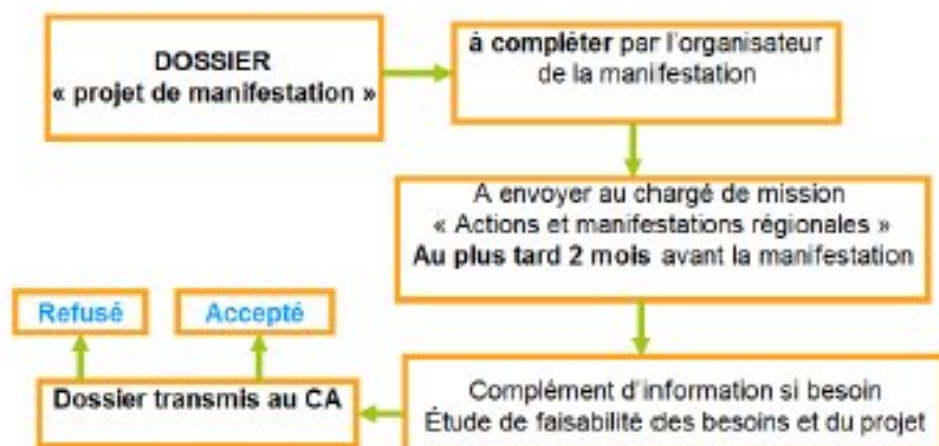 DOSSIER
« projet de manifestation »
à compléter par l'organisateur
de la manifestation
A envoyer au chargé de mission
« Actions et manifestations régionales »
Au plus tard 2 mois avant la manifestation
Refusé
Accepté
Complément d'information si besoin
Étude de faisabilité des besoins et du projet
Dossier transmis au CA